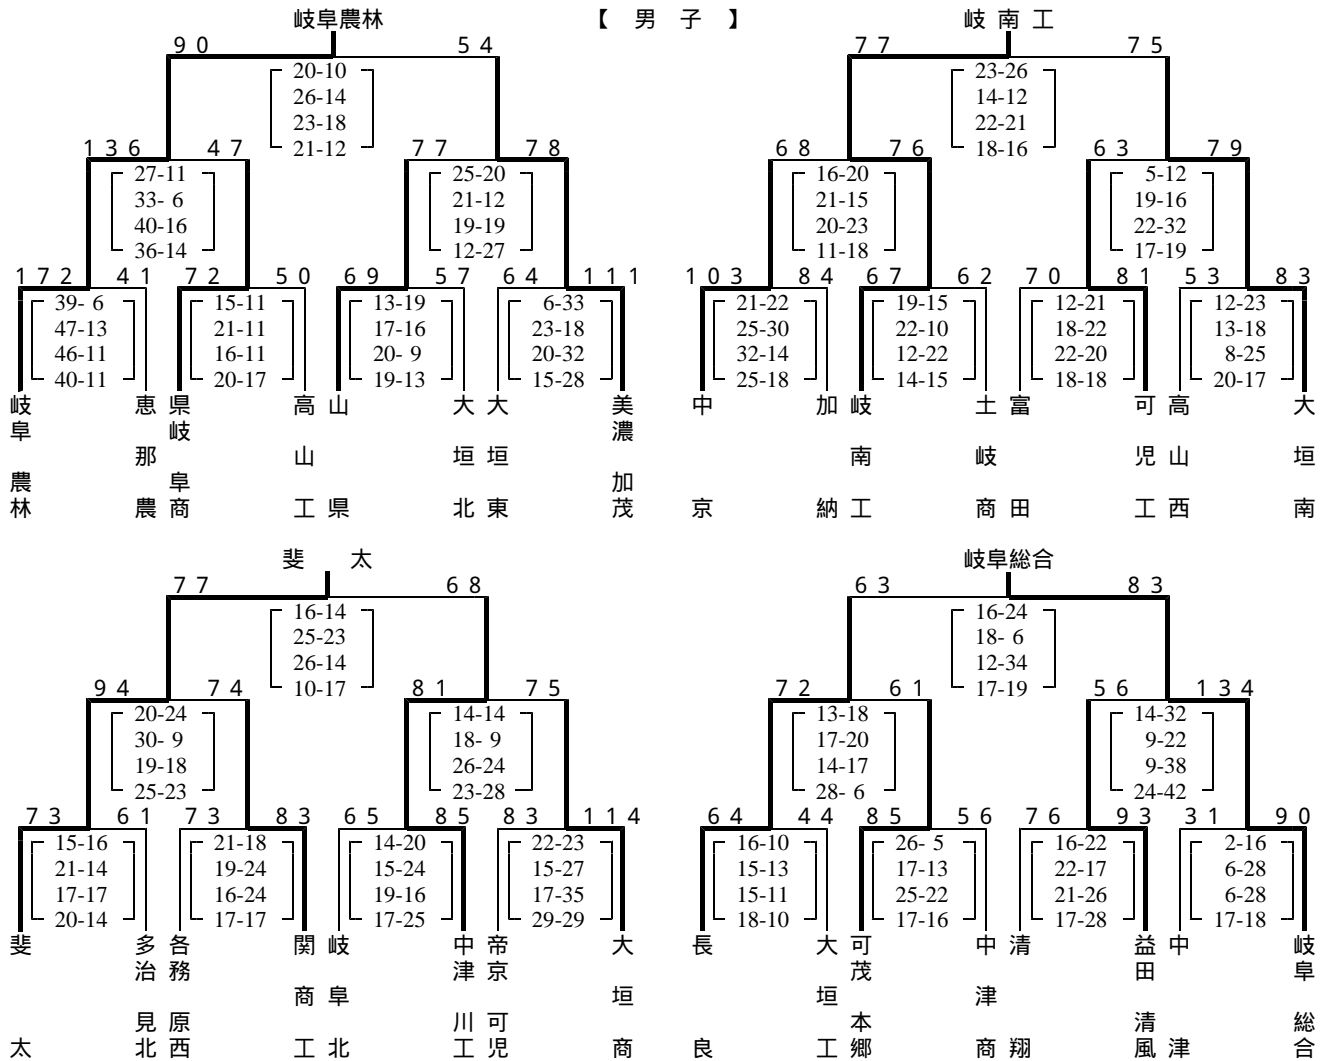 岐阜農林 【 男 子 】 岐 南 工
90 54 77 75
20-10 23-26
26-14 14-12
23-18 22-21
21-12 18-16
136 47 77 78 68 76 63 79
27-11 25-20 16-20 5-12
33- 6 21-12 21-15 19-16
40-16 19-19 20-23 22-32
36-14 12-27 11-18 17-19
172 41 72 50 69 57 64 111 103 84 67 62 70 81 53 83
39- 6 15-11 13-19 6-33 21-22 19-15 12-21 12-23
47-13 21-11 17-16 23-18 25-30 22-10 18-22 13-18
46-11 16-11 20- 9 20-32 32-14 12-22 22-20 8-25
40-11 20-17 19-13 15-28 25-18 14-15 18-18 20-17
岐阜農林
恵那農
県岐阜商
高山工
山県
大垣北
大垣東
美濃加茂
中京
加納
岐南工
土岐商
富田
可児工
高山西
大垣南
斐 太 岐阜総合
77 68 63 83
16-14 16-24
25-23 18- 6
26-14 12-34
10-17 17-19
94 74 81 75 72 61 56 134
20-24 14-14 13-18 14-32
30- 9 18- 9 17-20 9-22
19-18 26-24 14-17 9-38
25-23 23-28 28- 6 24-42
73 61 73 83 65 85 83 114 64 44 85 56 76 93 31 90
15-16 21-18 14-20 22-23 16-10 26- 5 16-22 2-16
21-14 19-24 15-24 15-27 15-13 17-13 22-17 6-28
17-17 16-24 19-16 17-35 15-11 25-22 21-26 6-28
20-14 17-17 17-25 29-29 18-10 17-16 17-28 17-18
斐太
多治見北
各務原西
関商工
岐阜北
中津川工
帝京可児
大垣商
長良
大垣工
可茂本郷
中津商
清翔
益田清風
中津
岐阜総合